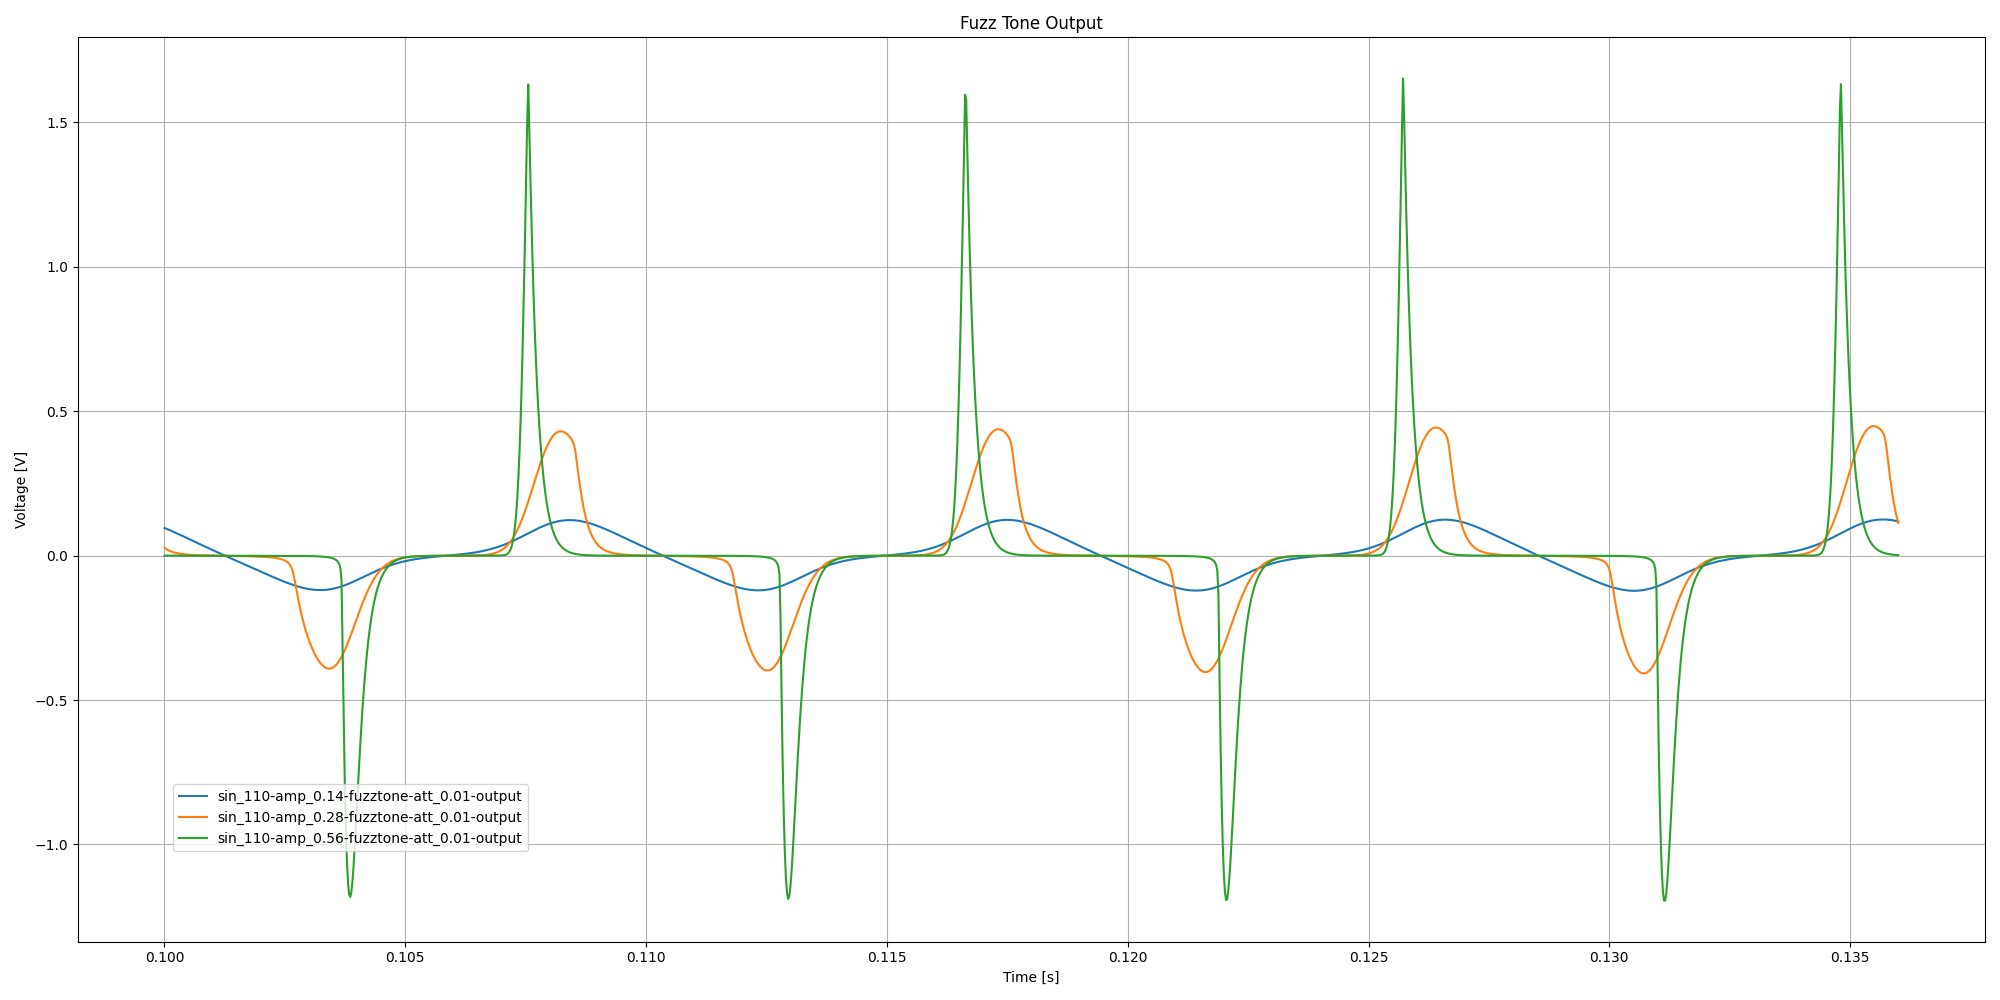 Fuzz Tone Output
Voltage [V]
1.5
1.0
0.5
0.0
−0.5
−1.0
sin_110-amp_0.14-fuzztone-att_0.01-output
sin_110-amp_0.28-fuzztone-att_0.01-output
sin_110-amp_0.56-fuzztone-att_0.01-output
0.100 0.105 0.110 0.115 0.120 0.125 0.130 0.135
Time [s]